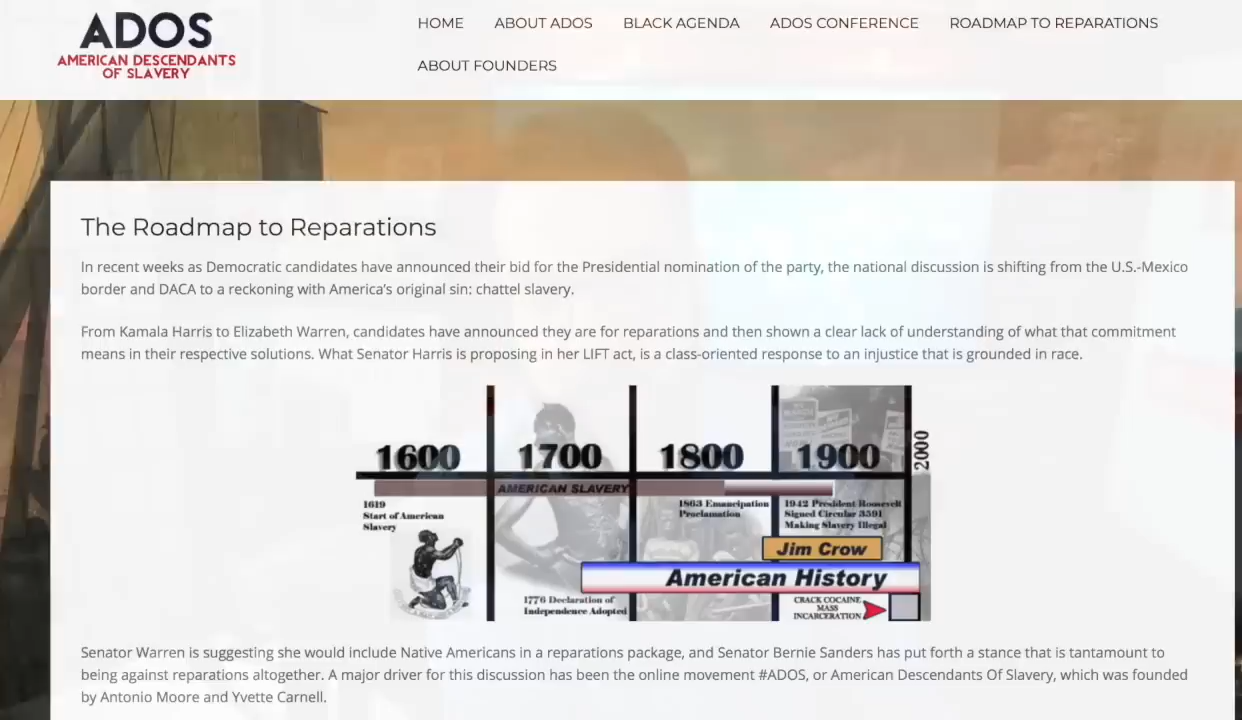 ADOS
AMERICAN DESCENDANTS
OF SLAVERY
HOME ABOUT ADOS BLACK AGENDA ADOS CONFERENCE ROADMAP TO REPARATIONS
ABOUT FOUNDERS
The Roadmap to Reparations
In recent weeks as Democratic candidates have announced their bid for the Presidential nomination of the party, the national discussion is shifting from the U.S.-Mexico
border and DACA to a reckoning with America's original sin: chattel slavery.
From Kamala Harris to Elizabeth Warren, candidates have announced they are for reparations and then shown a clear lack of understanding of what that commitment
means in their respective solutions. What Senator Harris is proposing in her LIFT act, is a class-oriented response to an injustice that is grounded in race.
1600 1700 1800 1900 2000
AMERICAN SLAVERY
1619
Start of American
Slavery
1863 Emancipation
Proclamation
1942 President Roosevelt
Signed Circular 3591
Making Slavery Illegal
Jim Crow
American History
1776 Declaration of
Independence Adopted
CRACK COCAINE
MASS
INCARCERATION
Senator Warren is suggesting she would include Native Americans in a reparations package, and Senator Bernie Sanders has put forth a stance that is tantamount to
being against reparations altogether. A major driver for this discussion has been the online movement #ADOS, or American Descendants Of Slavery, which was founded
by Antonio Moore and Yvette Carnell.